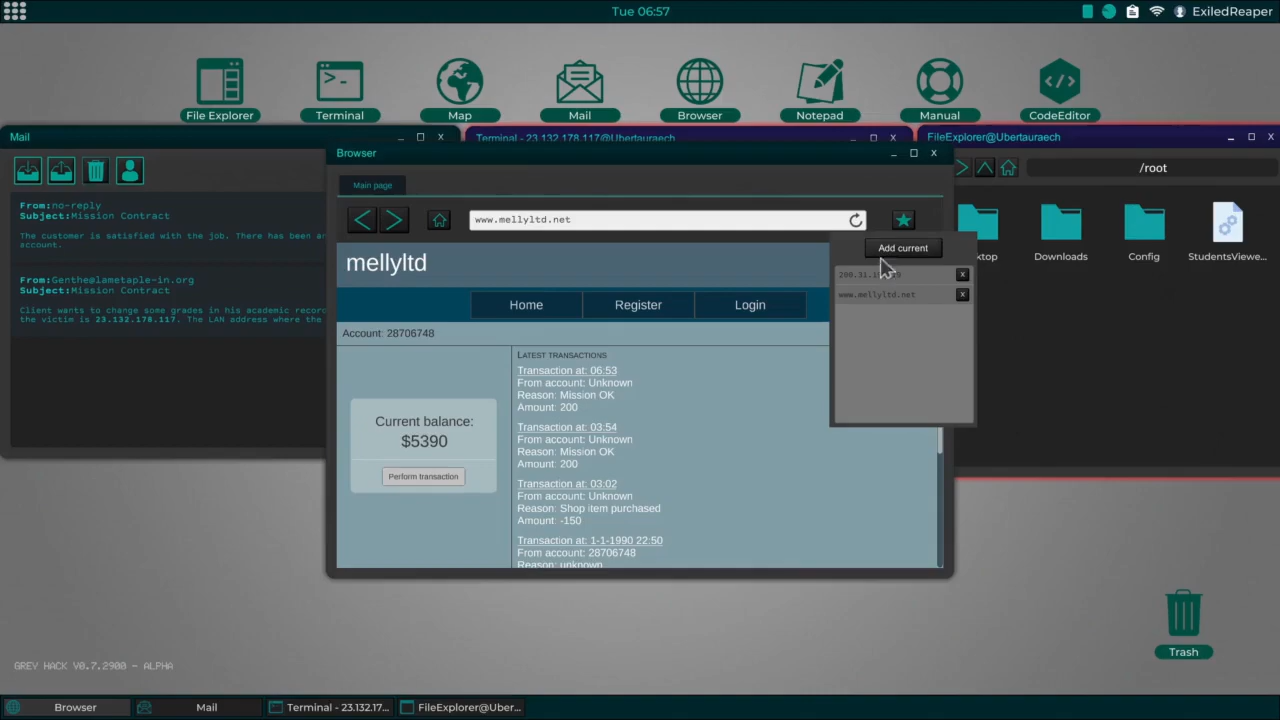 Tue 06:57
ExiledReaper
File Explorer
Terminal
Map
Mail
Browser
Notepad
Manual
CodeEditor
Mail
Terminal - 23.132.178.117@Ubertauraech
FileExplorer@Ubertauraech
Browser
/root
Main page
From:no-reply
Subject:Mission Contract
The customer is satisfied with the job. There has been an
account.
From:Genthe@lametaple-in.org
Subject:Mission Contract
Client wants to change some grades in his academic record
the victim is 23.132.178.117. The LAN address where the
www.mellyltd.net
Add current
x
www.mellyltd.net
x
Downloads
Config
StudentsViewe...
mellyltd
Home
Register
Login
Account: 28706748
Current balance:
$5390
Perform transaction
LATEST TRANSACTIONS
Transaction at: 06:53
From account: Unknown
Reason: Mission OK
Amount: 200
Transaction at: 03:54
From account: Unknown
Reason: Mission OK
Amount: 200
Transaction at: 03:02
From account: Unknown
Reason: Shop item purchased
Amount: -150
Transaction at: 1-1-1990 22:50
From account: 28706748
Reason: unknown
Trash
GREY HACK V0.7.2900 - ALPHA
Browser
Mail
Terminal - 23.132.17...
FileExplorer@Uber...